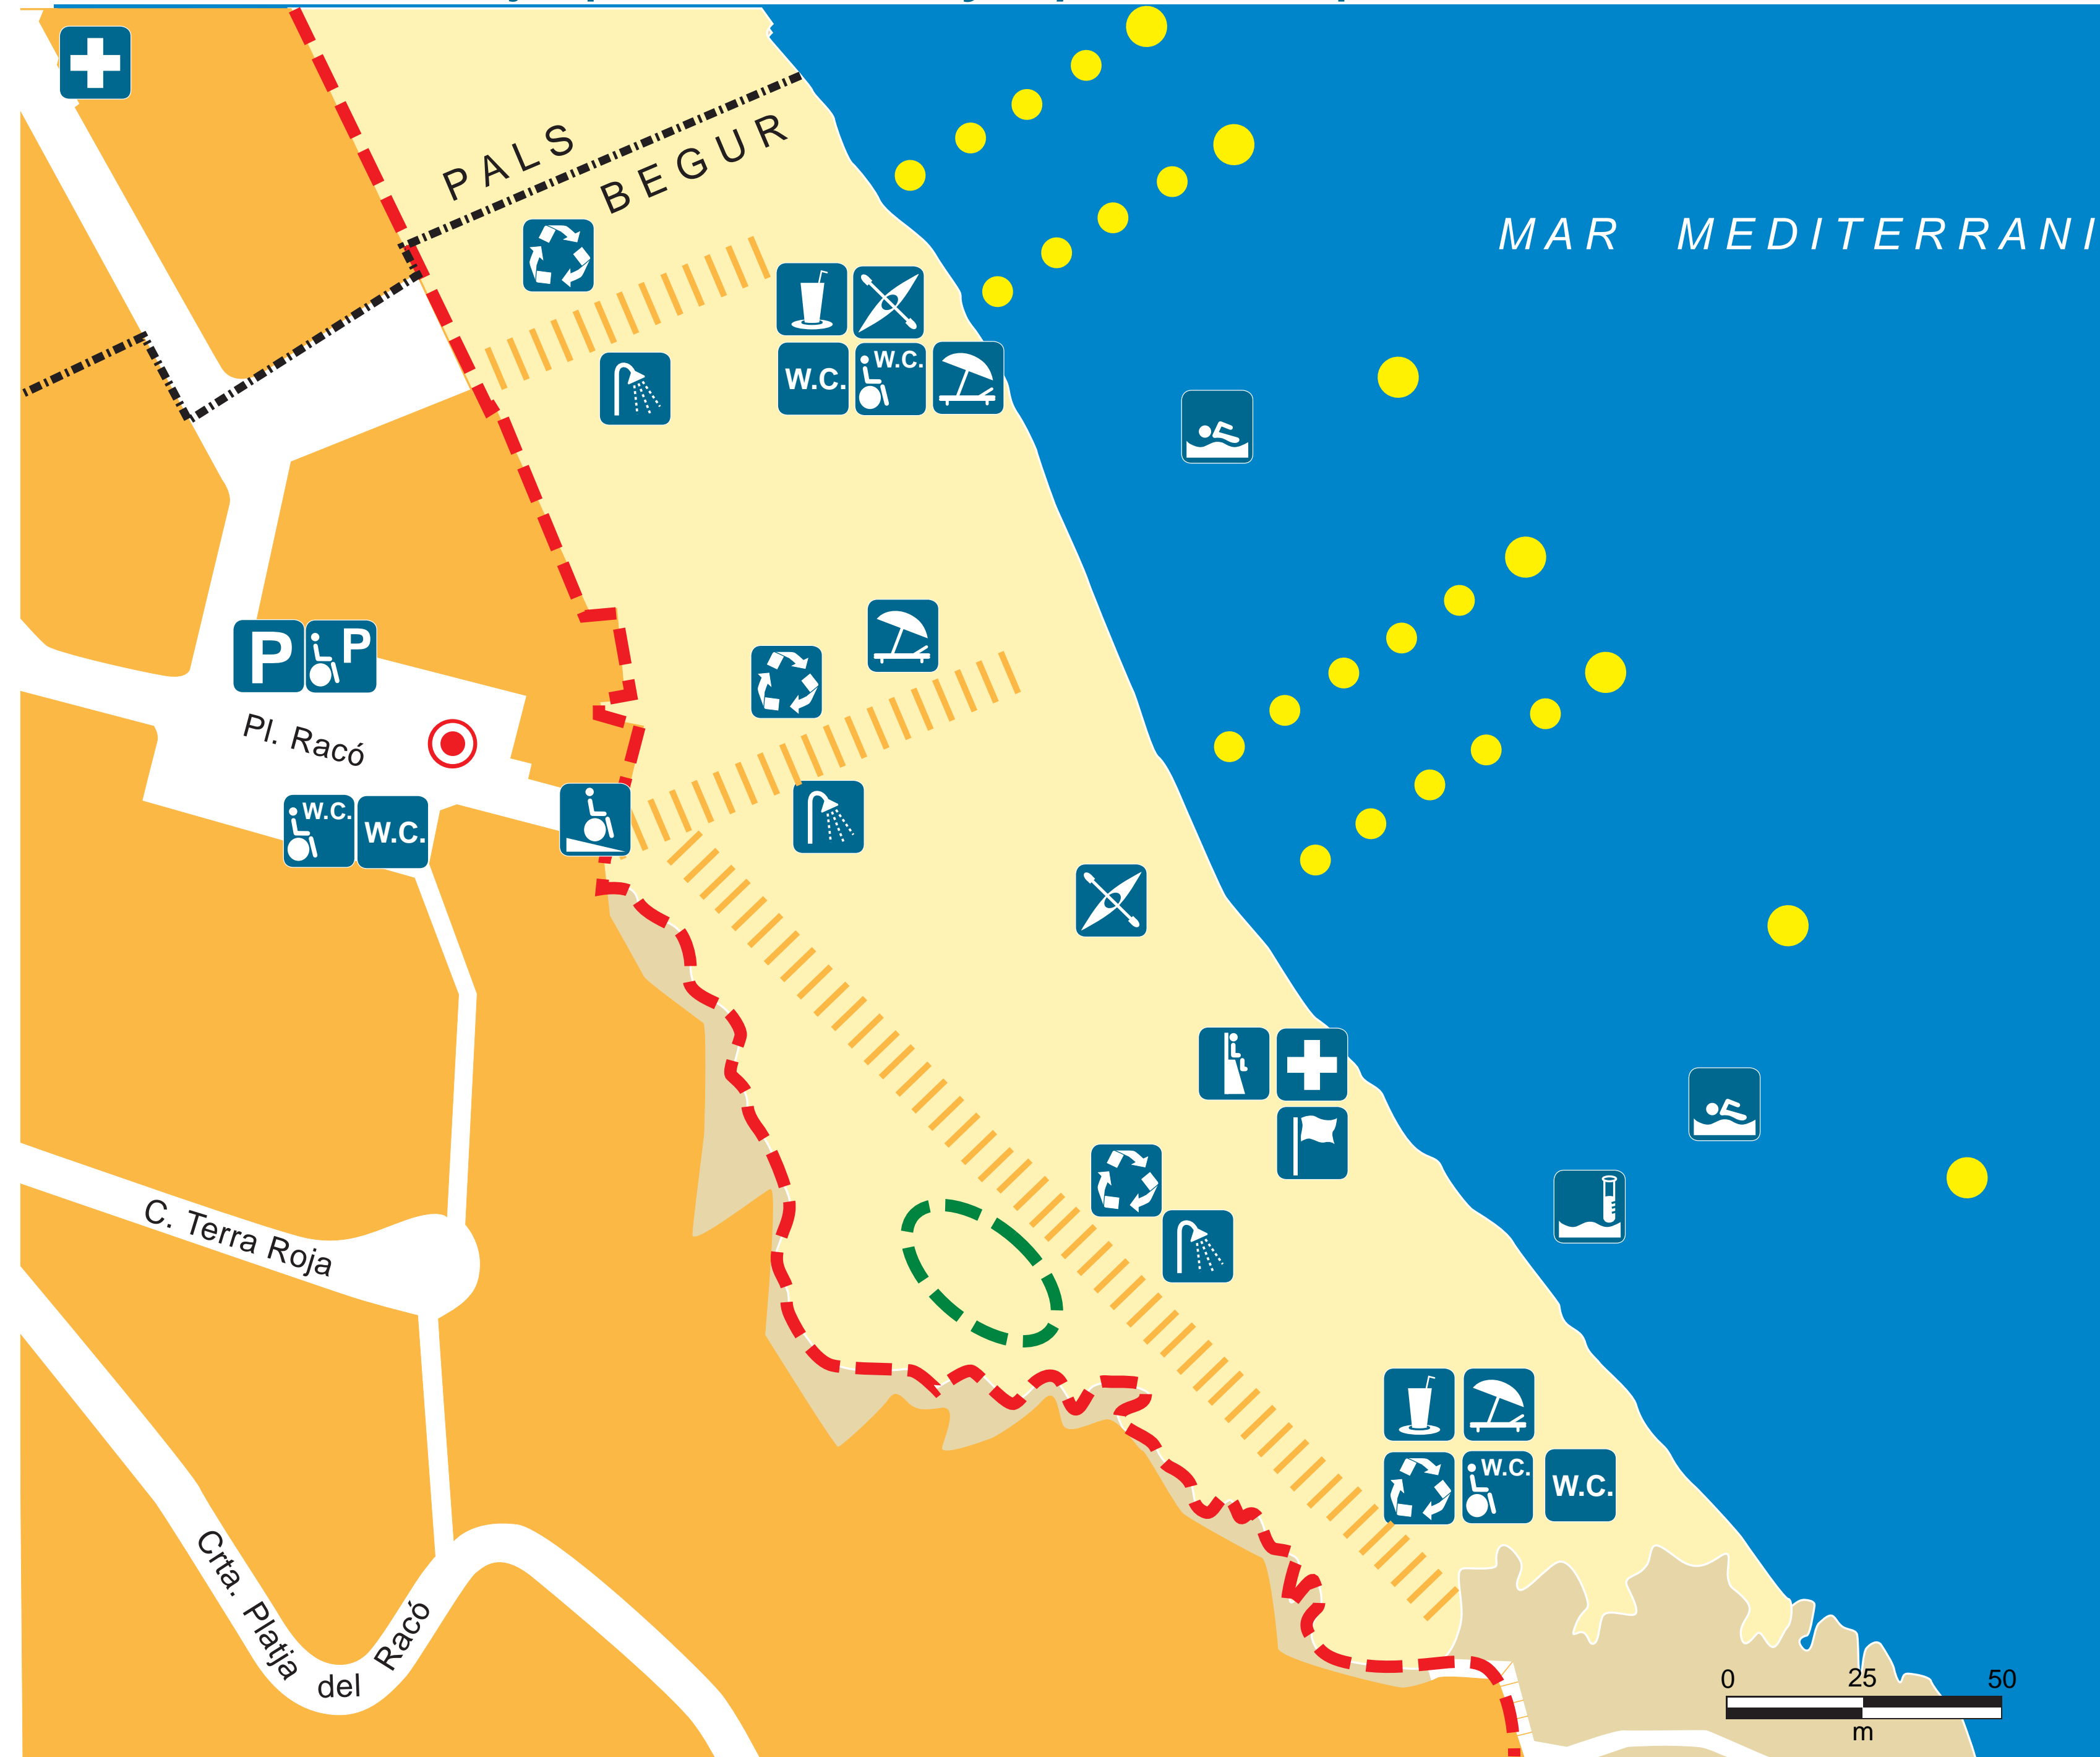 PALS
BEGUR
MAR MEDITERRANI
W.C.
W.C.
P
P
Pl. Racó
W.C.
W.C.
C. Terra Roja
W.C.
W.C.
Crta. Platja del Racó
0 25 50
m